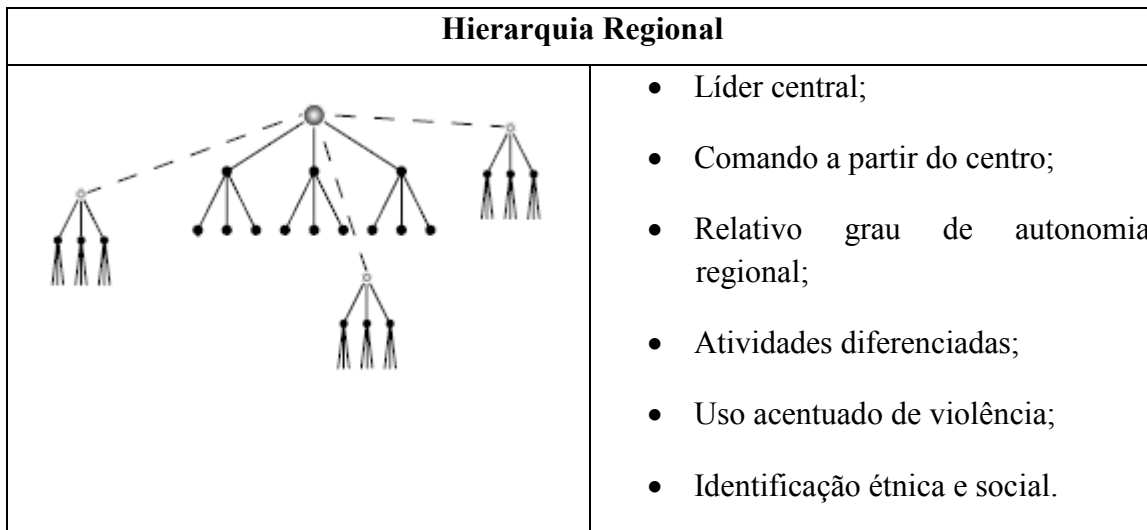 Hierarquia Regional
• Líder central;
• Comando a partir do centro;
• Relativo grau de autonomia
regional;
• Atividades diferenciadas;
• Uso acentuado de violência;
• Identificação étnica e social.